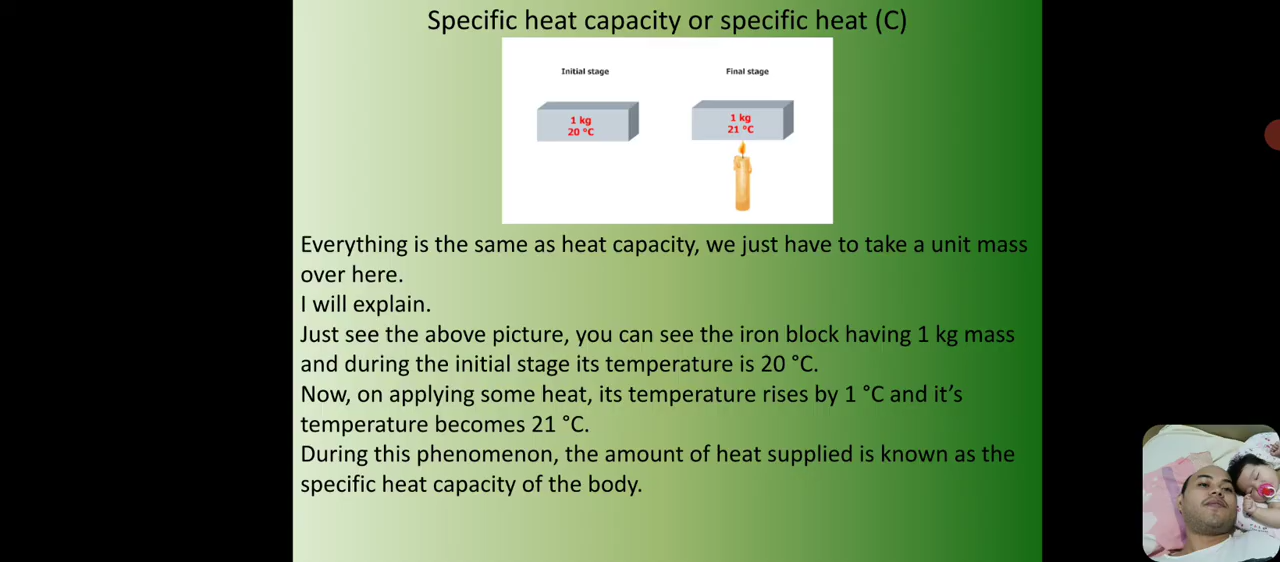 Specific heat capacity or specific heat (C)
Initial stage
Final stage
1 kg
20 °C
1 kg
21 °C
Everything is the same as heat capacity, we just have to take a unit mass
over here.
I will explain.
Just see the above picture, you can see the iron block having 1 kg mass
and during the initial stage its temperature is 20 °C.
Now, on applying some heat, its temperature rises by 1 °C and it’s
temperature becomes 21 °C.
During this phenomenon, the amount of heat supplied is known as the
specific heat capacity of the body.